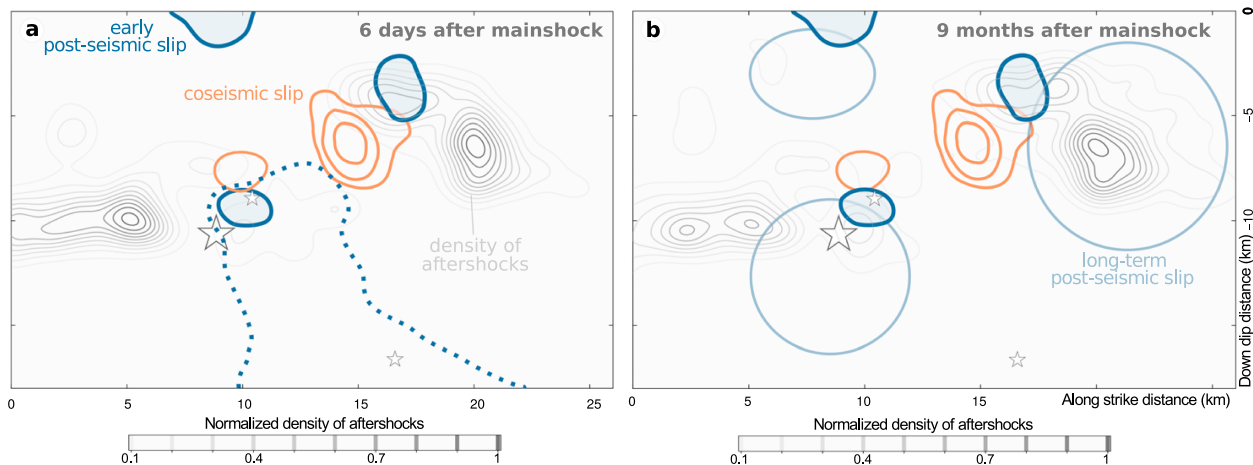 a
early
post-seismic slip
6 days after mainshock
coseismic slip
density of
aftershocks
0 5 10 15 20 25
Normalized density of aftershocks
0.1 0.4 0.7 1
b
9 months after mainshock
long-term
post-seismic slip
0
−5
−10
Down dip distance (km)
0 5 10 15 Along strike distance (km)
Normalized density of aftershocks
0.1 0.4 0.7 1